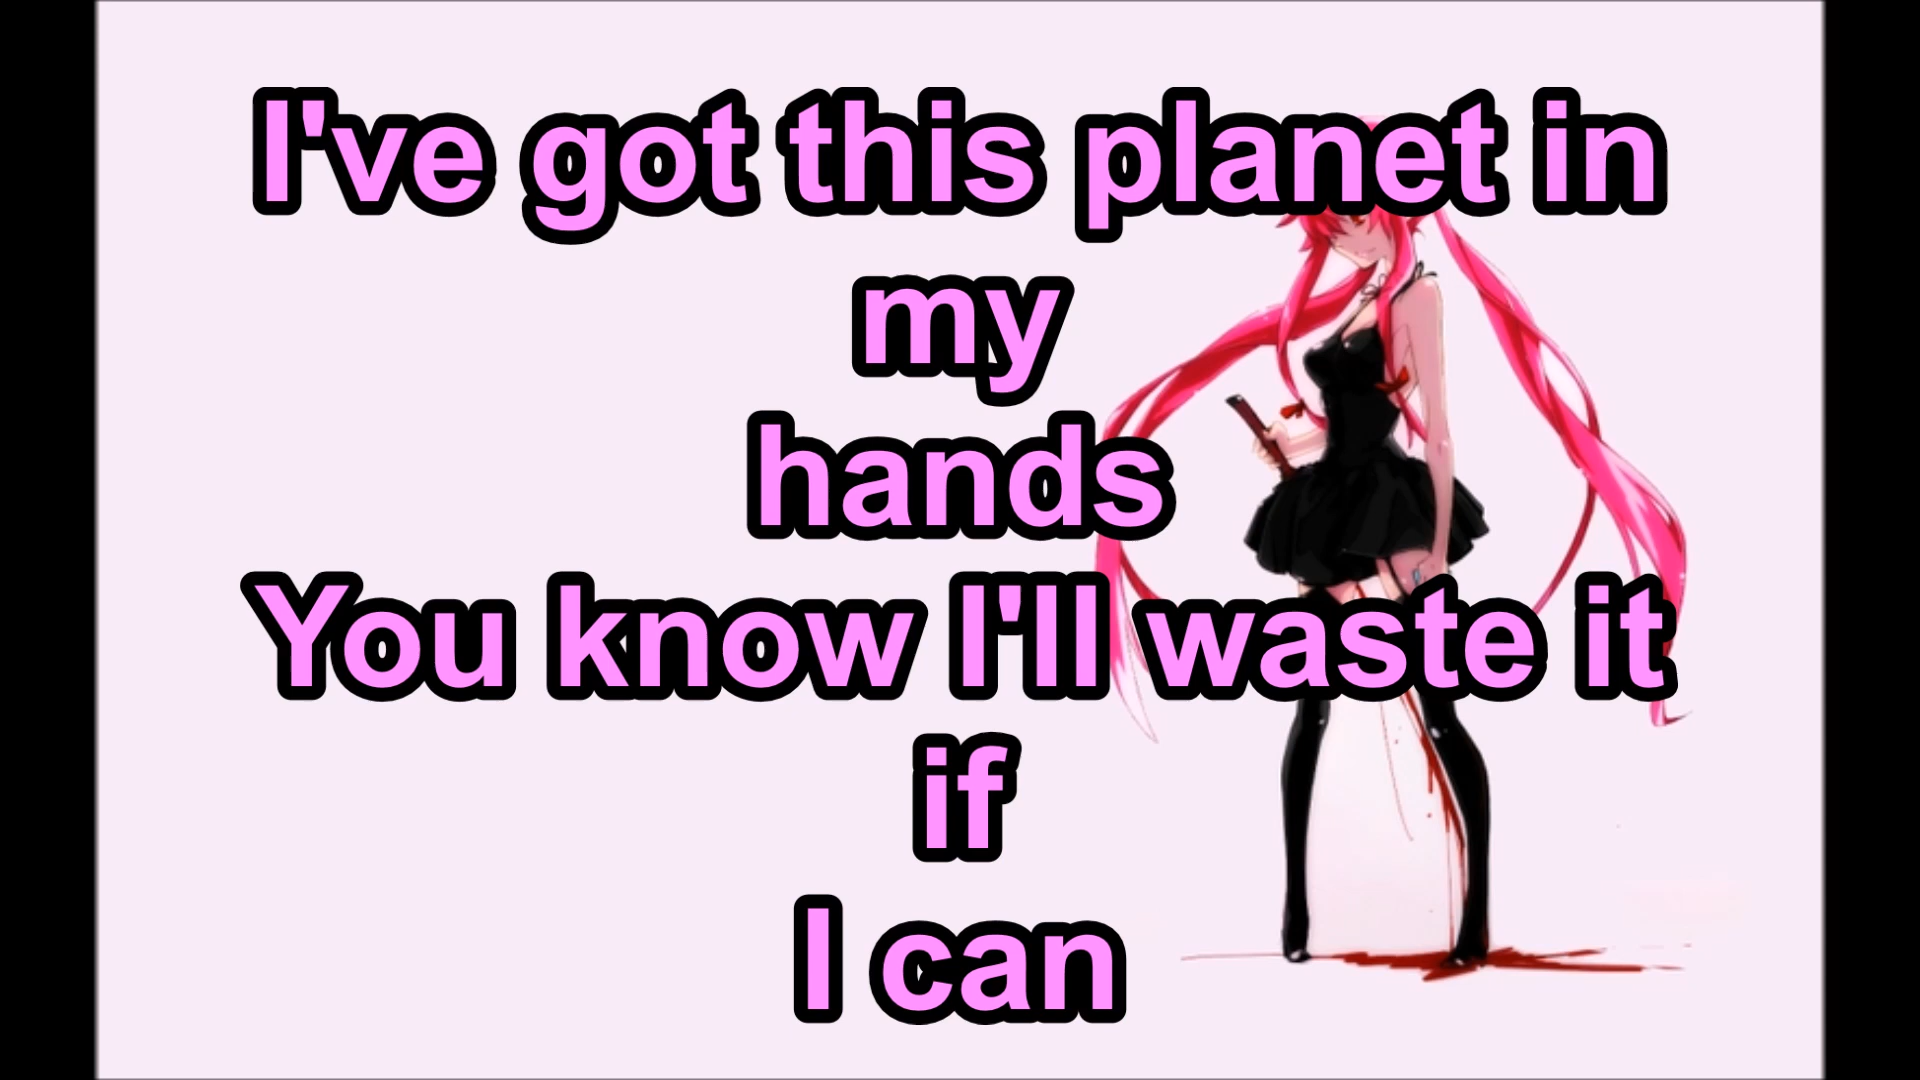 I've got this planet in
my
hands
You know I'll waste it
if
I can